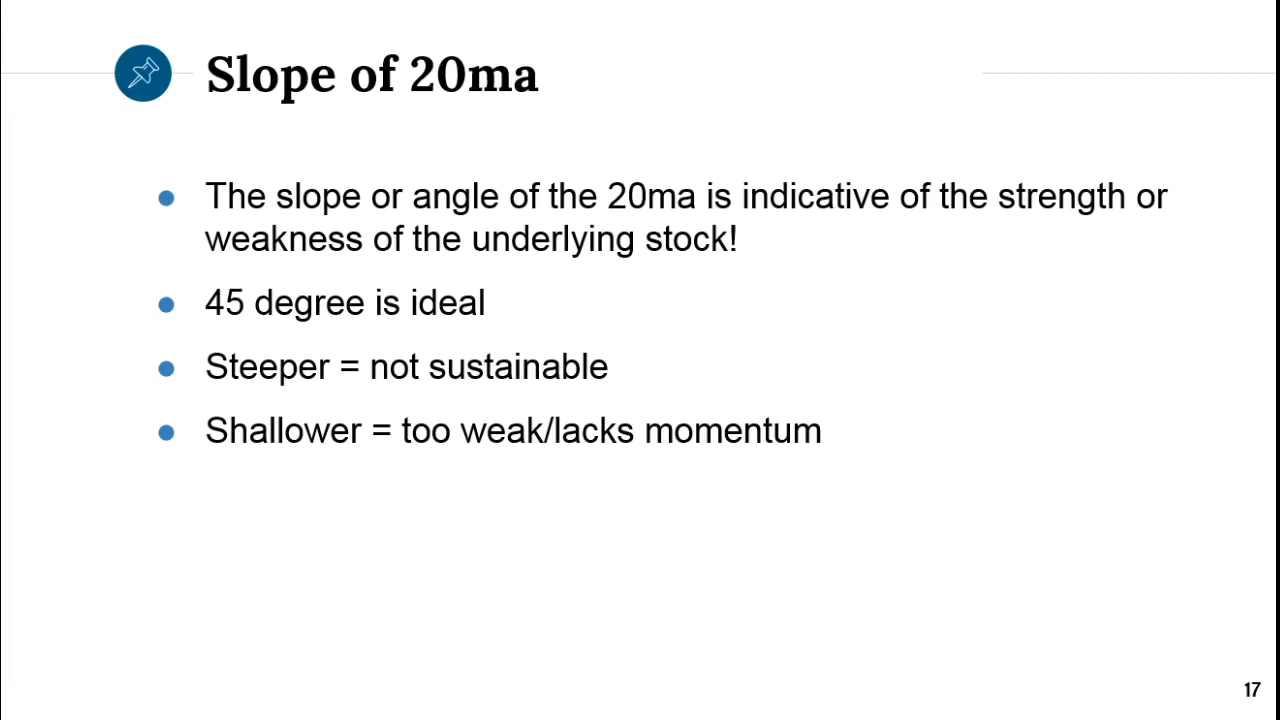 Slope of 20ma
● The slope or angle of the 20ma is indicative of the strength or
weakness of the underlying stock!
● 45 degree is ideal
● Steeper = not sustainable
● Shallower = too weak/lacks momentum
17